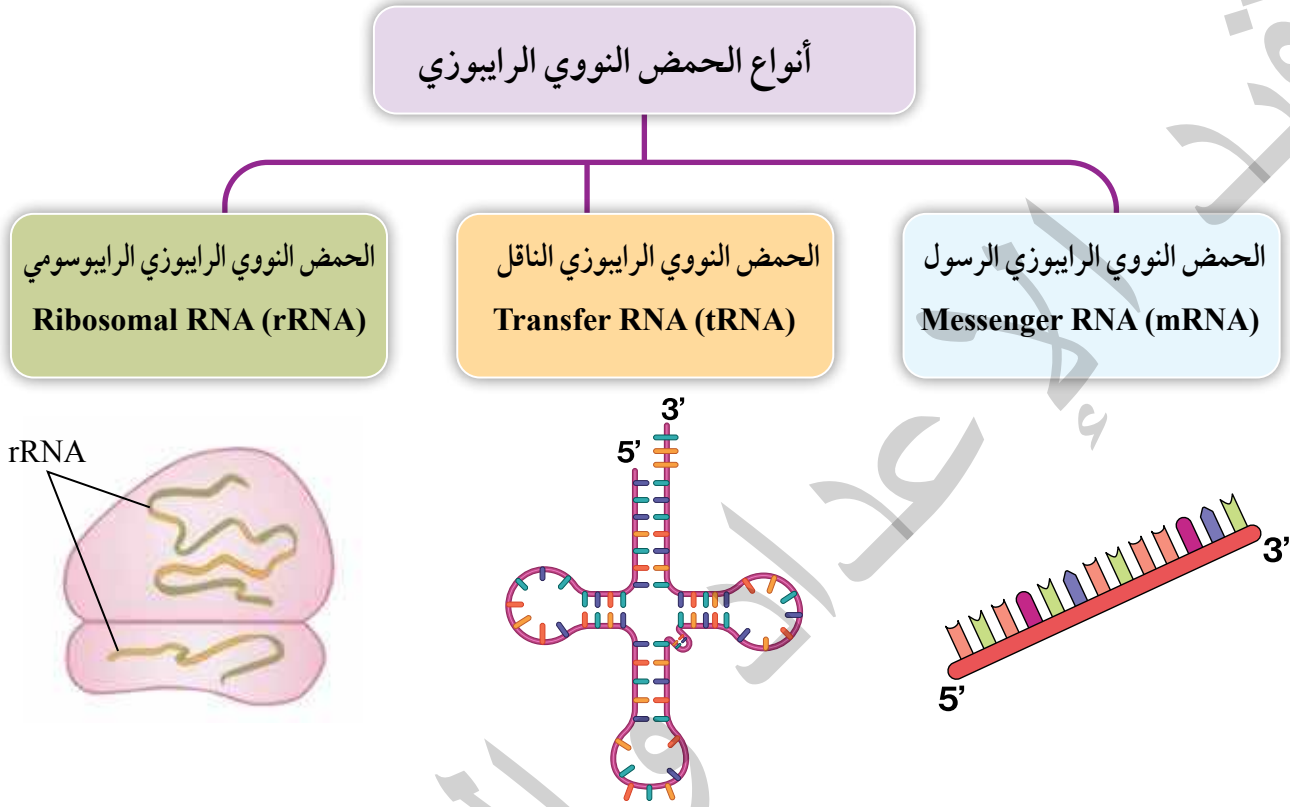 أنواع الحمض النووي الرايبوزي
الحمض النووي الرايبوزي الرسول
Messenger RNA (mRNA)
الحمض النووي الرايبوزي الناقل
Transfer RNA (tRNA)
الحمض النووي الرايبوزي الرايبوسومي
Ribosomal RNA (rRNA)
3’
5’
3’
5’
rRNA